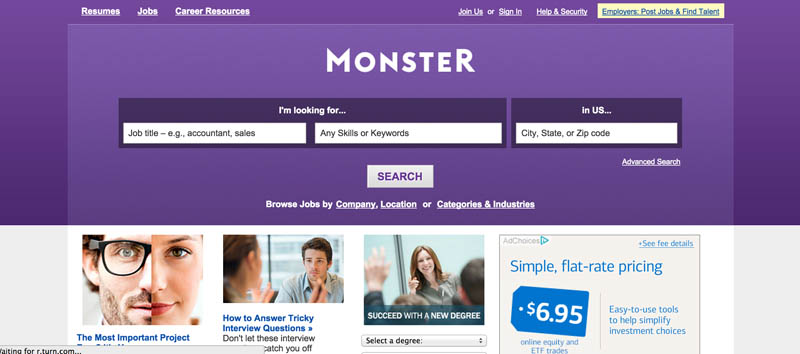 Resumes Jobs Career Resources Join Us or Sign In Help & Security Employers: Post Jobs & Find Talent
MONSTER
I'm looking for... in US...
Job title – e.g., accountant, sales Any Skills or Keywords City, State, or Zip code
Advanced Search
SEARCH
Browse Jobs by Company, Location or Categories & Industries
AdChoices
+See fee details
Simple, flat-rate pricing
$6.95
online equity and
ETF trades
Easy-to-use tools
to help simplify
investment choices
SUCCEED WITH A NEW DEGREE
Select a degree:
How to Answer Tricky
Interview Questions »
Don't let these interview
catch you off
The Most Important Project
Waiting for r.turn.com...